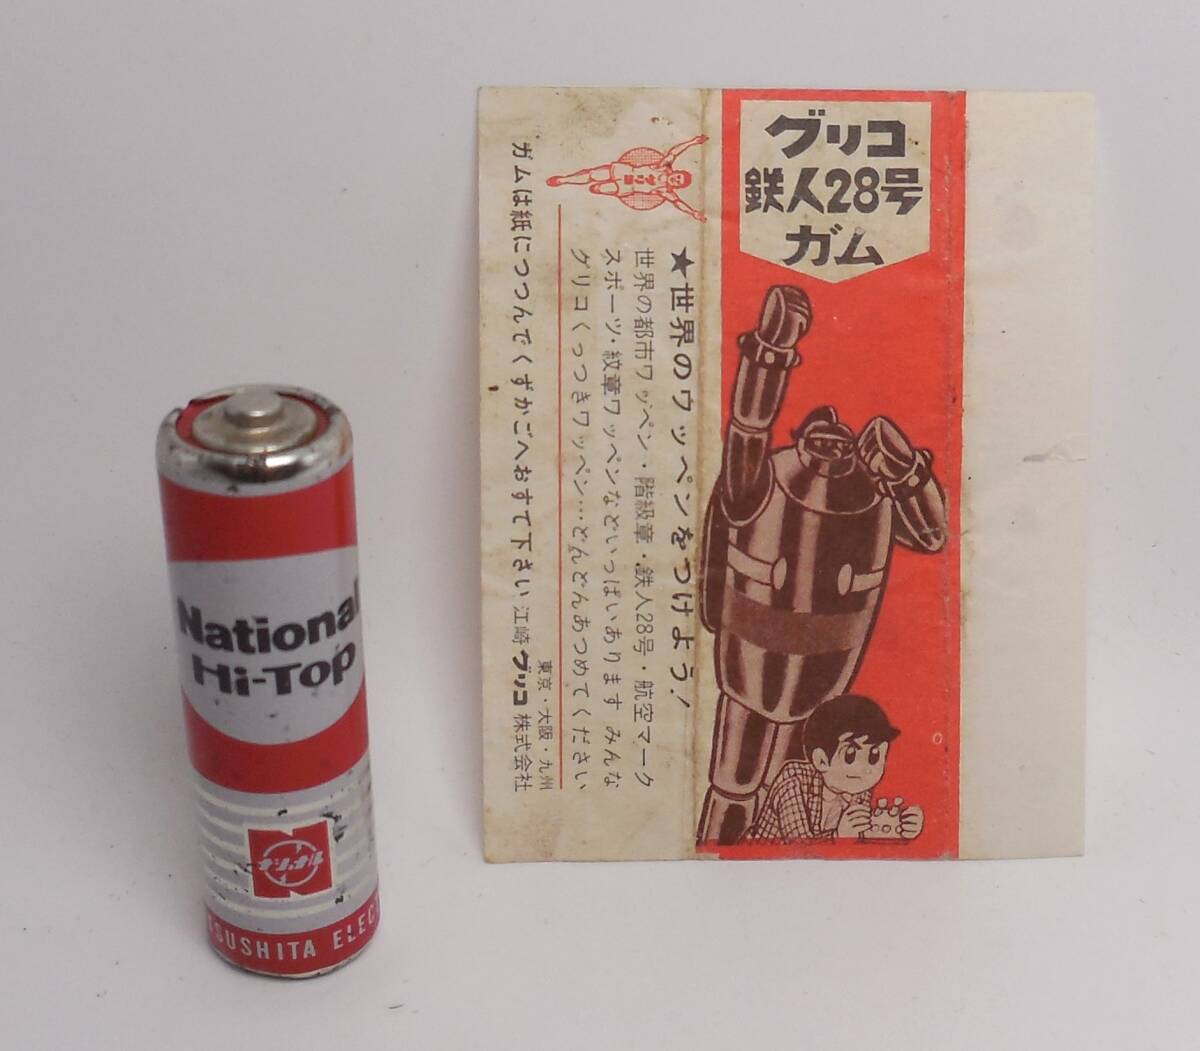 National
Hi-Top
ナショナル
SUSHITA ELEC
グリコ
鉄人28号
ガム
★世界のワッペンをつけよう!
世界の都市ワッペン・階級章・鉄人28号・航空マーク
スポーツ・紋章ワッペンなどいっぱいあります みんな
グリコくっつきワッペン…どんどんあつめてください
グリコ
ガムは紙につつんでくずかごへおすて下さい 江崎グリコ株式会社
東京・大阪・九州